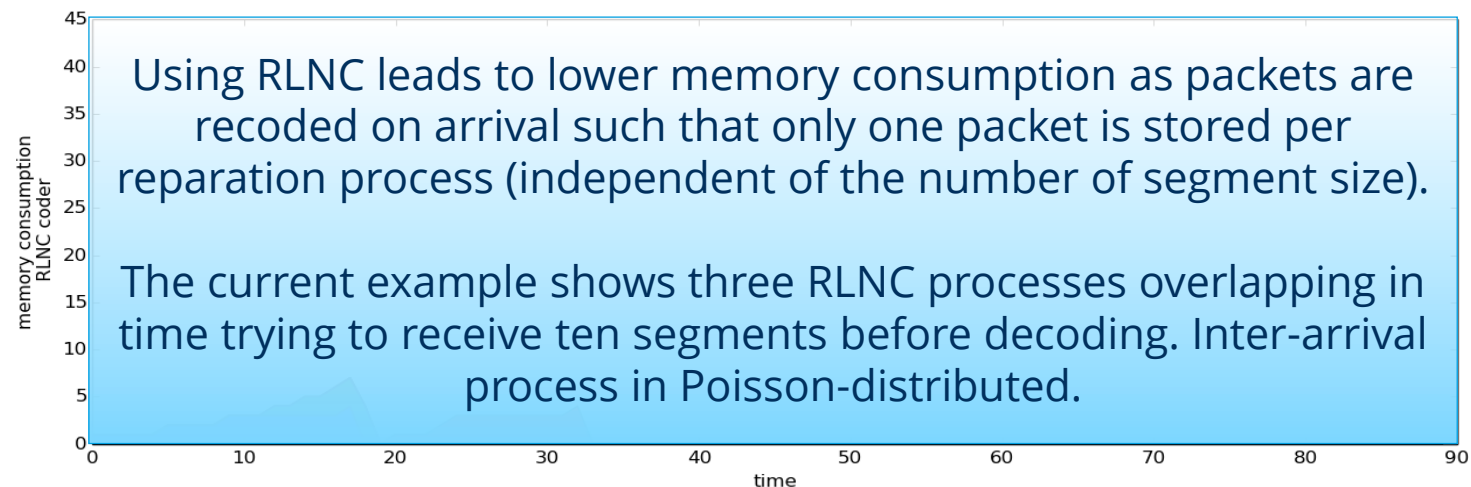 45
40
35
30
25
20
15
10
5
0
memory consumption
RLNC coder
Using RLNC leads to lower memory consumption as packets are
recoded on arrival such that only one packet is stored per
reparation process (independent of the number of segment size).
The current example shows three RLNC processes overlapping in
time trying to receive ten segments before decoding. Inter-arrival
process in Poisson-distributed.
0 10 20 30 40 50 60 70 80 90
time